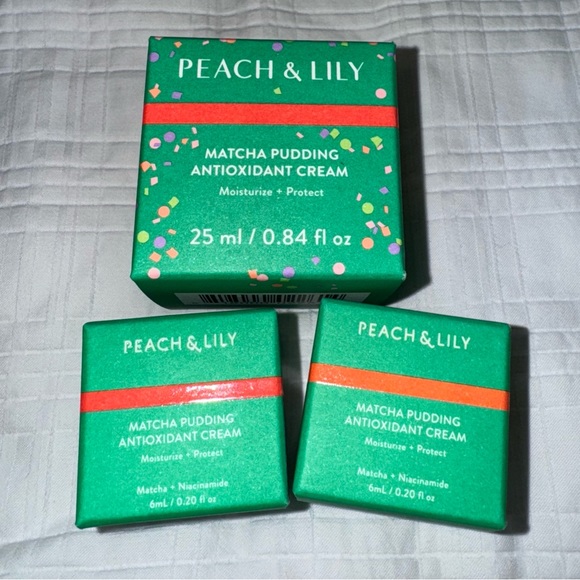 PEACH & LILY
MATCHA PUDDING
ANTIOXIDANT CREAM
Moisturize + Protect
25 ml / 0.84 fl oz
PEACH & LILY
MATCHA PUDDING
ANTIOXIDANT CREAM
Moisturize + Protect
Matcha + Niacinamide
6mL / 0.20 fl oz
PEACH & LILY
MATCHA PUDDING
ANTIOXIDANT CREAM
Moisturize + Protect
Matcha + Niacinamide
6mL / 0.20 fl oz